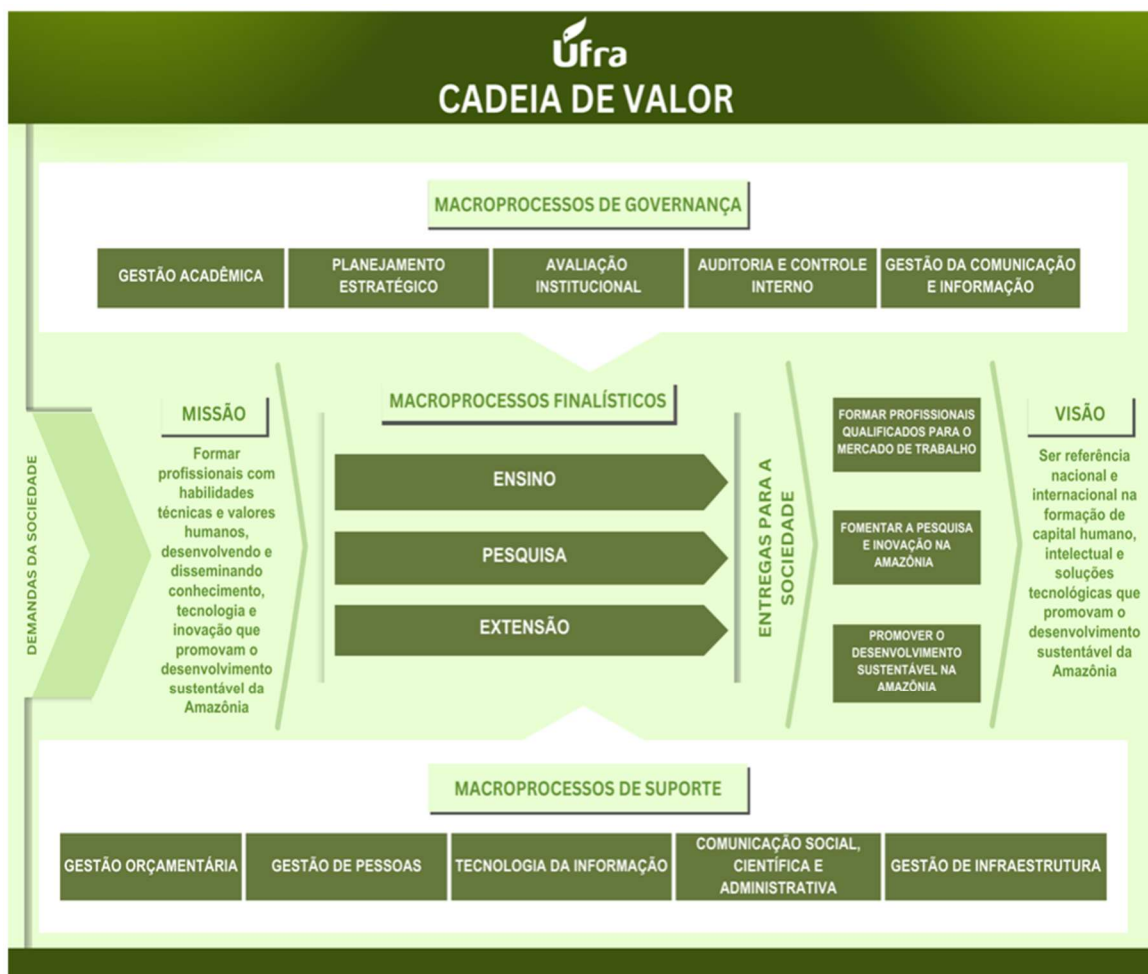 Ufra
CADEIA DE VALOR
MACROPROCESSOS DE GOVERNANÇA
GESTÃO ACADÊMICA
PLANEJAMENTO
ESTRATÉGICO
AVALIAÇÃO
INSTITUCIONAL
AUDITORIA E CONTROLE
INTERNO
GESTÃO DA COMUNICAÇÃO
E INFORMAÇÃO
DEMANDAS DA SOCIEDADE
MISSÃO
Formar
profissionais com
habilidades
técnicas e valores
humanos,
desenvolvendo e
disseminando
conhecimento,
tecnologia e
inovação que
promovam o
desenvolvimento
sustentável da
Amazônia
MACROPROCESSOS FINALÍSTICOS
ENSINO
PESQUISA
EXTENSÃO
ENTREGAS PARA A
SOCIEDADE
FORMAR PROFISSIONAIS
QUALIFICADOS PARA O
MERCADO DE TRABALHO
FOMENTAR A PESQUISA
E INOVAÇÃO NA
AMAZÔNIA
PROMOVER O
DESENVOLVIMENTO
SUSTENTÁVEL NA
AMAZÔNIA
VISÃO
Ser referência
nacional e
internacional na
formação de
capital humano,
intelectual e
soluções
tecnológicas que
promovam o
desenvolvimento
sustentável da
Amazônia
MACROPROCESSOS DE SUPORTE
GESTÃO ORÇAMENTÁRIA
GESTÃO DE PESSOAS
TECNOLOGIA DA INFORMAÇÃO
COMUNICAÇÃO SOCIAL,
CIENTÍFICA E
ADMINISTRATIVA
GESTÃO DE INFRAESTRUTURA